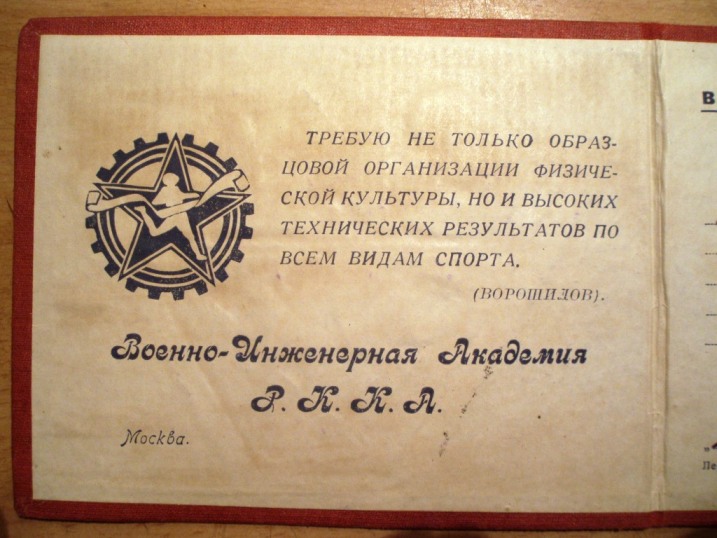 ТРЕБУЮ НЕ ТОЛЬКО ОБРАЗ-
ЦОВОЙ ОРГАНИЗАЦИИ ФИЗИЧЕ-
СКОЙ КУЛЬТУРЫ, НО И ВЫСОКИХ
ТЕХНИЧЕСКИХ РЕЗУЛЬТАТОВ ПО
ВСЕМ ВИДАМ СПОРТА.
(ВОРОШИЛОВ).
Военно-Инженерная Академия
Р. К. К. А.
Москва.
В